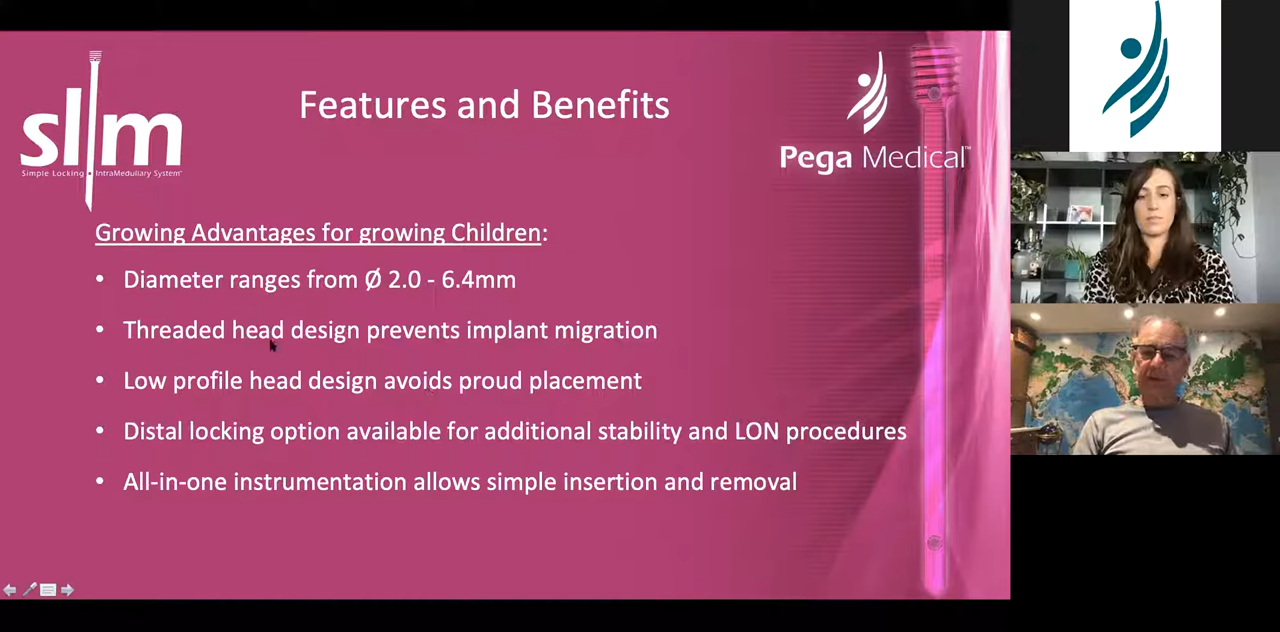 slim
Simple Locking IntraMedullary System
Features and Benefits
Pega Medical™
Growing Advantages for growing Children:
• Diameter ranges from Ø 2.0 - 6.4mm
• Threaded head design prevents implant migration
• Low profile head design avoids proud placement
• Distal locking option available for additional stability and LON procedures
• All-in-one instrumentation allows simple insertion and removal